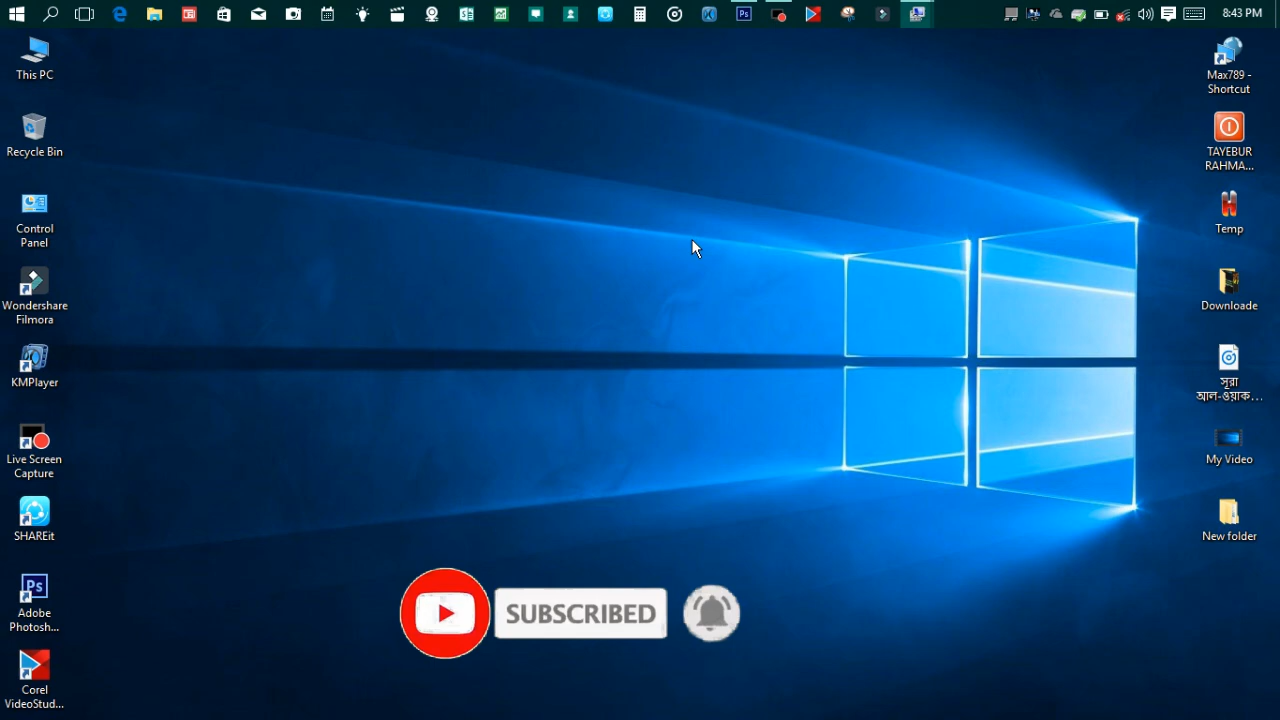 8:43 PM
This PC
Recycle Bin
Control
Panel
Wondershare
Filmora
KMPlayer
Live Screen
Capture
SHAREit
Ps
Adobe
Photosh...
Corel
VideoStud...
Max789 -
Shortcut
TAYEBUR
RAHMA...
Temp
Downloade
সূরা
আল-ওয়াক...
My Video
New folder
SUBSCRIBED